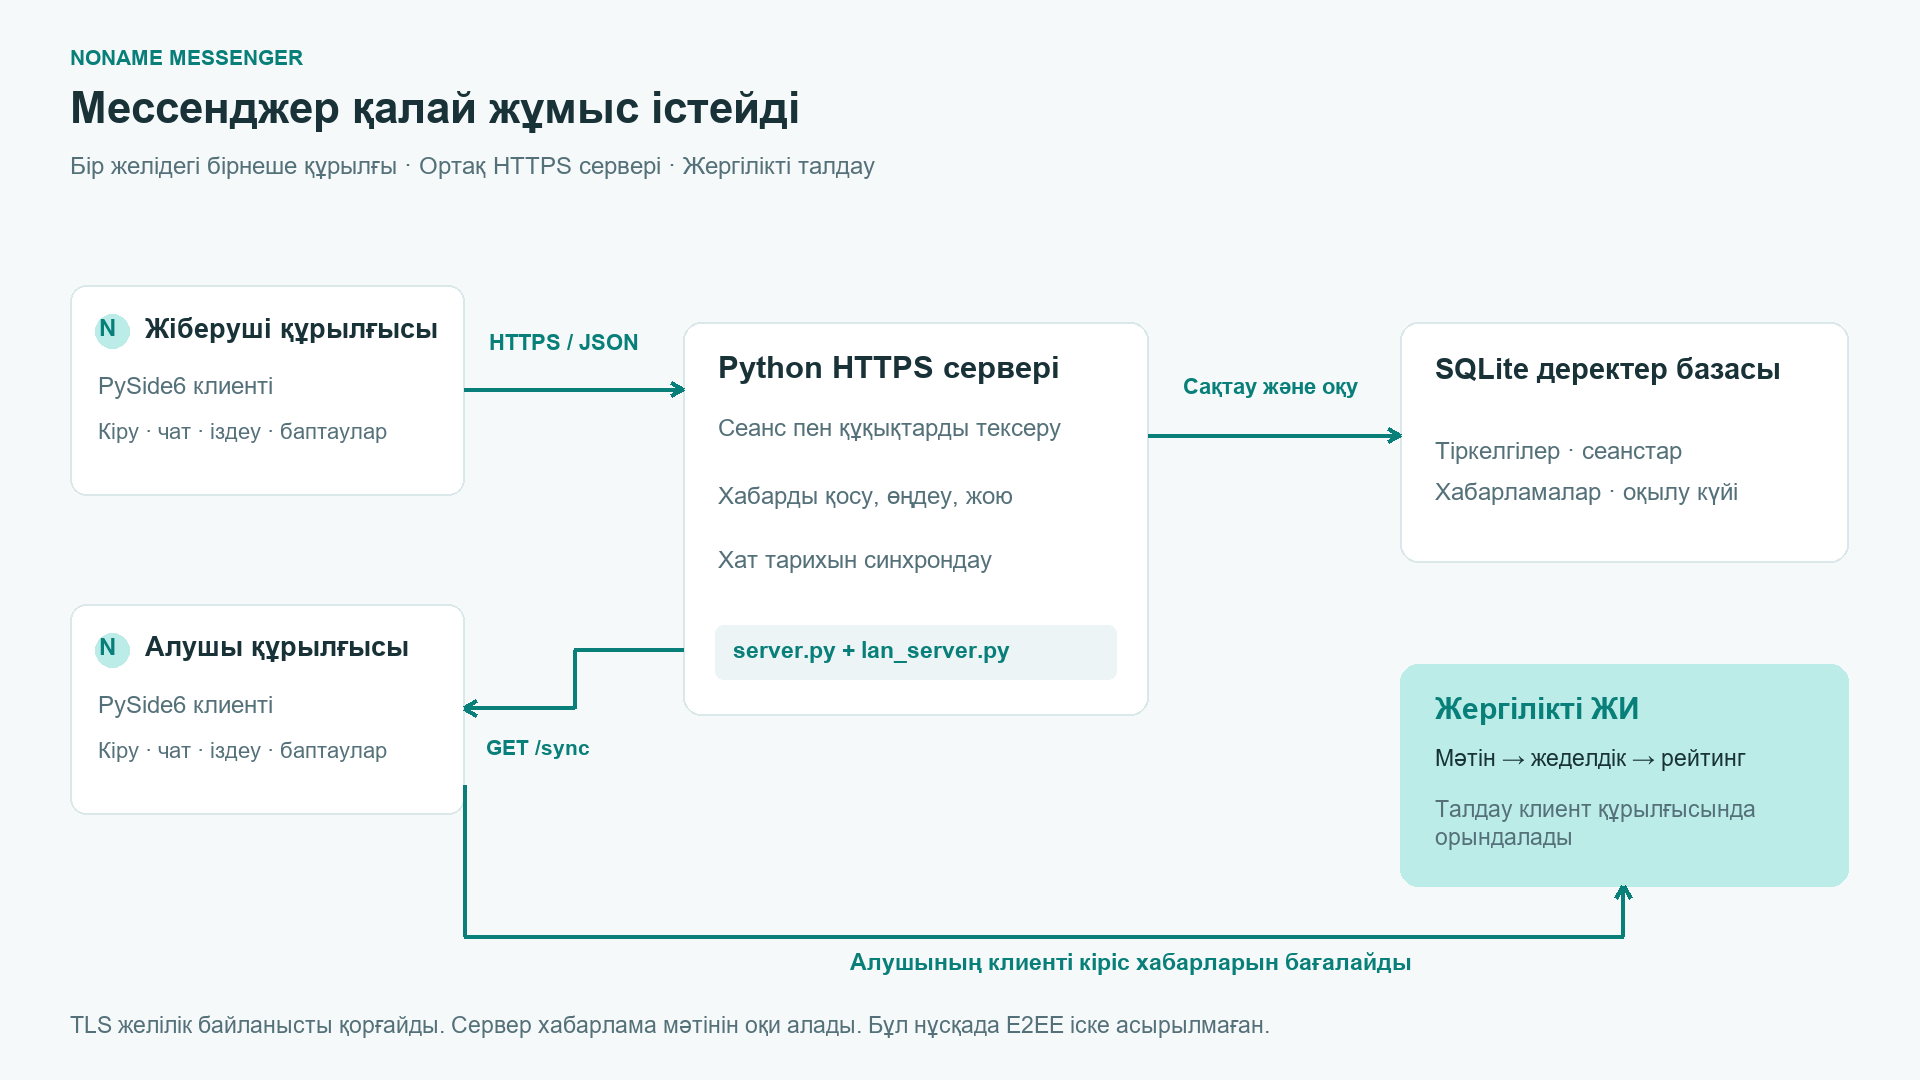 NONAME MESSENGER
Мессенджер қалай жұмыс істейді
Бір желідегі бірнеше құрылғы · Ортақ HTTPS сервері · Жергілікті талдау
N Жіберуші құрылғысы
PySide6 клиенті
Кіру · чат · іздеу · баптаулар
HTTPS / JSON
Python HTTPS сервері
Сеанс пен құқықтарды тексеру
Хабарды қосу, өңдеу, жою
Хат тарихын синхрондау
server.py + lan_server.py
Сақтау және оқу
SQLite деректер базасы
Тіркелгілер · сеанстар
Хабарламалар · оқылу күйі
N Алушы құрылғысы
PySide6 клиенті
Кіру · чат · іздеу · баптаулар
GET /sync
Жергілікті ЖИ
Мәтін → жеделдік → рейтинг
Талдау клиент құрылғысында
орындалады
Алушының клиенті кіріс хабарларын бағалайды
TLS желілік байланысты қорғайды. Сервер хабарлама мәтінін оқи алады. Бұл нұсқада E2EE іске асырылмаған.